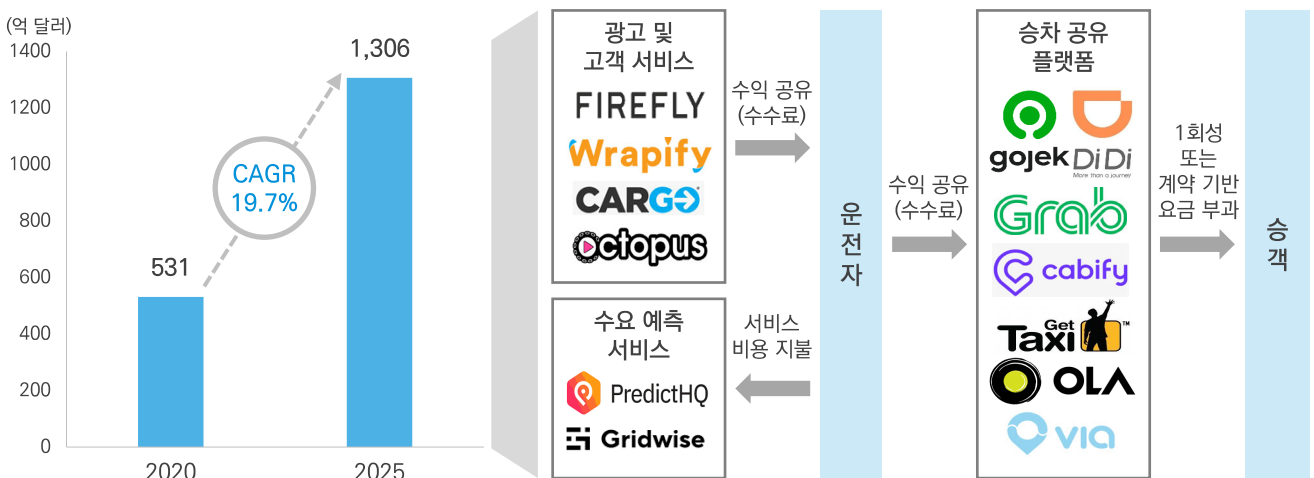 (억 달러)
1400
1200
1000
800
600
400
200
0
531
1,306
CAGR
19.7%
2020
2025
광고 및
고객 서비스
FIREFLY
Wrapify
CARGO
Octopus
수요 예측
서비스
PredictHQ
Gridwise
수익 공유
(수수료)
서비스
비용 지불
운전자
수익 공유
(수수료)
승차 공유
플랫폼
gojek
DiDi
More than a journey
Grab
cabify
Get
Taxi™
OLA
via
1회성
또는
계약 기반
요금 부과
승객